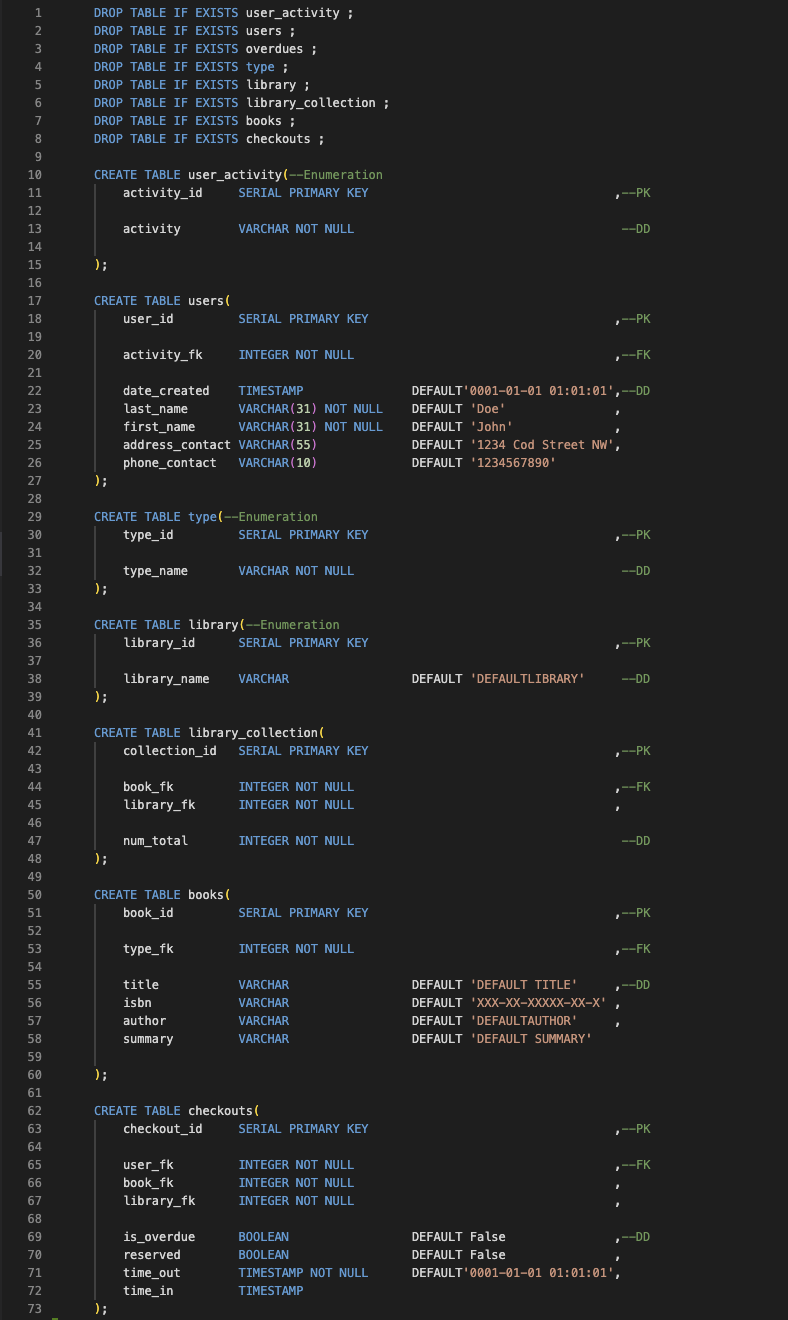 1 DROP TABLE IF EXISTS user_activity ;
2 DROP TABLE IF EXISTS users ;
3 DROP TABLE IF EXISTS overdues ;
4 DROP TABLE IF EXISTS type ;
5 DROP TABLE IF EXISTS library ;
6 DROP TABLE IF EXISTS library_collection ;
7 DROP TABLE IF EXISTS books ;
8 DROP TABLE IF EXISTS checkouts ;
9
10 CREATE TABLE user_activity(--Enumeration
11     activity_id     SERIAL PRIMARY KEY                                  ,--PK
12
13     activity        VARCHAR NOT NULL                                     --DD
14
15 );
16
17 CREATE TABLE users(
18     user_id         SERIAL PRIMARY KEY                                  ,--PK
19
20     activity_fk     INTEGER NOT NULL                                    ,--FK
21
22     date_created    TIMESTAMP               DEFAULT'0001-01-01 01:01:01',--DD
23     last_name       VARCHAR(31) NOT NULL    DEFAULT 'Doe'               ,
24     first_name      VARCHAR(31) NOT NULL    DEFAULT 'John'              ,
25     address_contact VARCHAR(55)             DEFAULT '1234 Cod Street NW',
26     phone_contact   VARCHAR(10)             DEFAULT '1234567890'
27 );
28
29 CREATE TABLE type(--Enumeration
30     type_id         SERIAL PRIMARY KEY                                  ,--PK
31
32     type_name       VARCHAR NOT NULL                                     --DD
33 );
34
35 CREATE TABLE library(--Enumeration
36     library_id      SERIAL PRIMARY KEY                                  ,--PK
37
38     library_name    VARCHAR                 DEFAULT 'DEFAULTLIBRARY'     --DD
39 );
40
41 CREATE TABLE library_collection(
42     collection_id   SERIAL PRIMARY KEY                                  ,--PK
43
44     book_fk         INTEGER NOT NULL                                    ,--FK
45     library_fk      INTEGER NOT NULL                                    ,
46
47     num_total       INTEGER NOT NULL                                     --DD
48 );
49
50 CREATE TABLE books(
51     book_id         SERIAL PRIMARY KEY                                  ,--PK
52
53     type_fk         INTEGER NOT NULL                                    ,--FK
54
55     title           VARCHAR                 DEFAULT 'DEFAULT TITLE'     ,--DD
56     isbn            VARCHAR                 DEFAULT 'XXX-XX-XXXXX-XX-X' ,
57     author          VARCHAR                 DEFAULT 'DEFAULTAUTHOR'     ,
58     summary         VARCHAR                 DEFAULT 'DEFAULT SUMMARY'
59
60 );
61
62 CREATE TABLE checkouts(
63     checkout_id     SERIAL PRIMARY KEY                                  ,--PK
64
65     user_fk         INTEGER NOT NULL                                    ,--FK
66     book_fk         INTEGER NOT NULL                                    ,
67     library_fk      INTEGER NOT NULL                                    ,
68
69     is_overdue      BOOLEAN                 DEFAULT False               ,--DD
70     reserved        BOOLEAN                 DEFAULT False               ,
71     time_out        TIMESTAMP NOT NULL      DEFAULT'0001-01-01 01:01:01',
72     time_in         TIMESTAMP
73 );